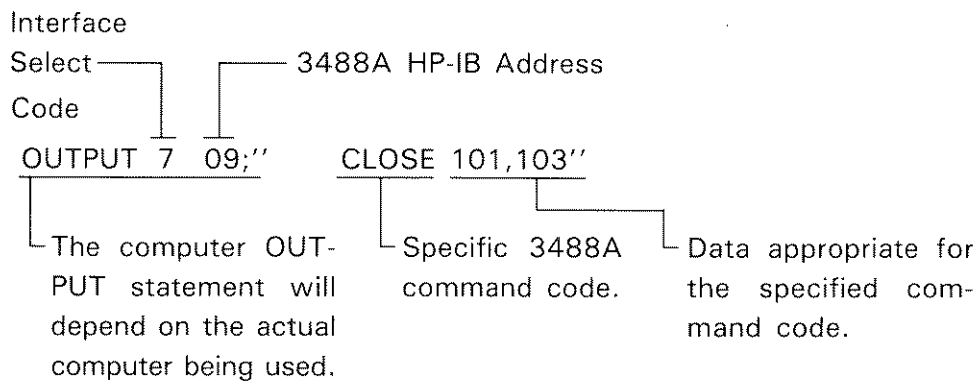 Interface
Select
3488A HP-IB Address
Code
OUTPUT 7 09;''
CLOSE 101,103''
The computer OUT-
PUT statement will
depend on the actual
computer being used.
Specific 3488A
command code.
Data appropriate for
the specified com-
mand code.